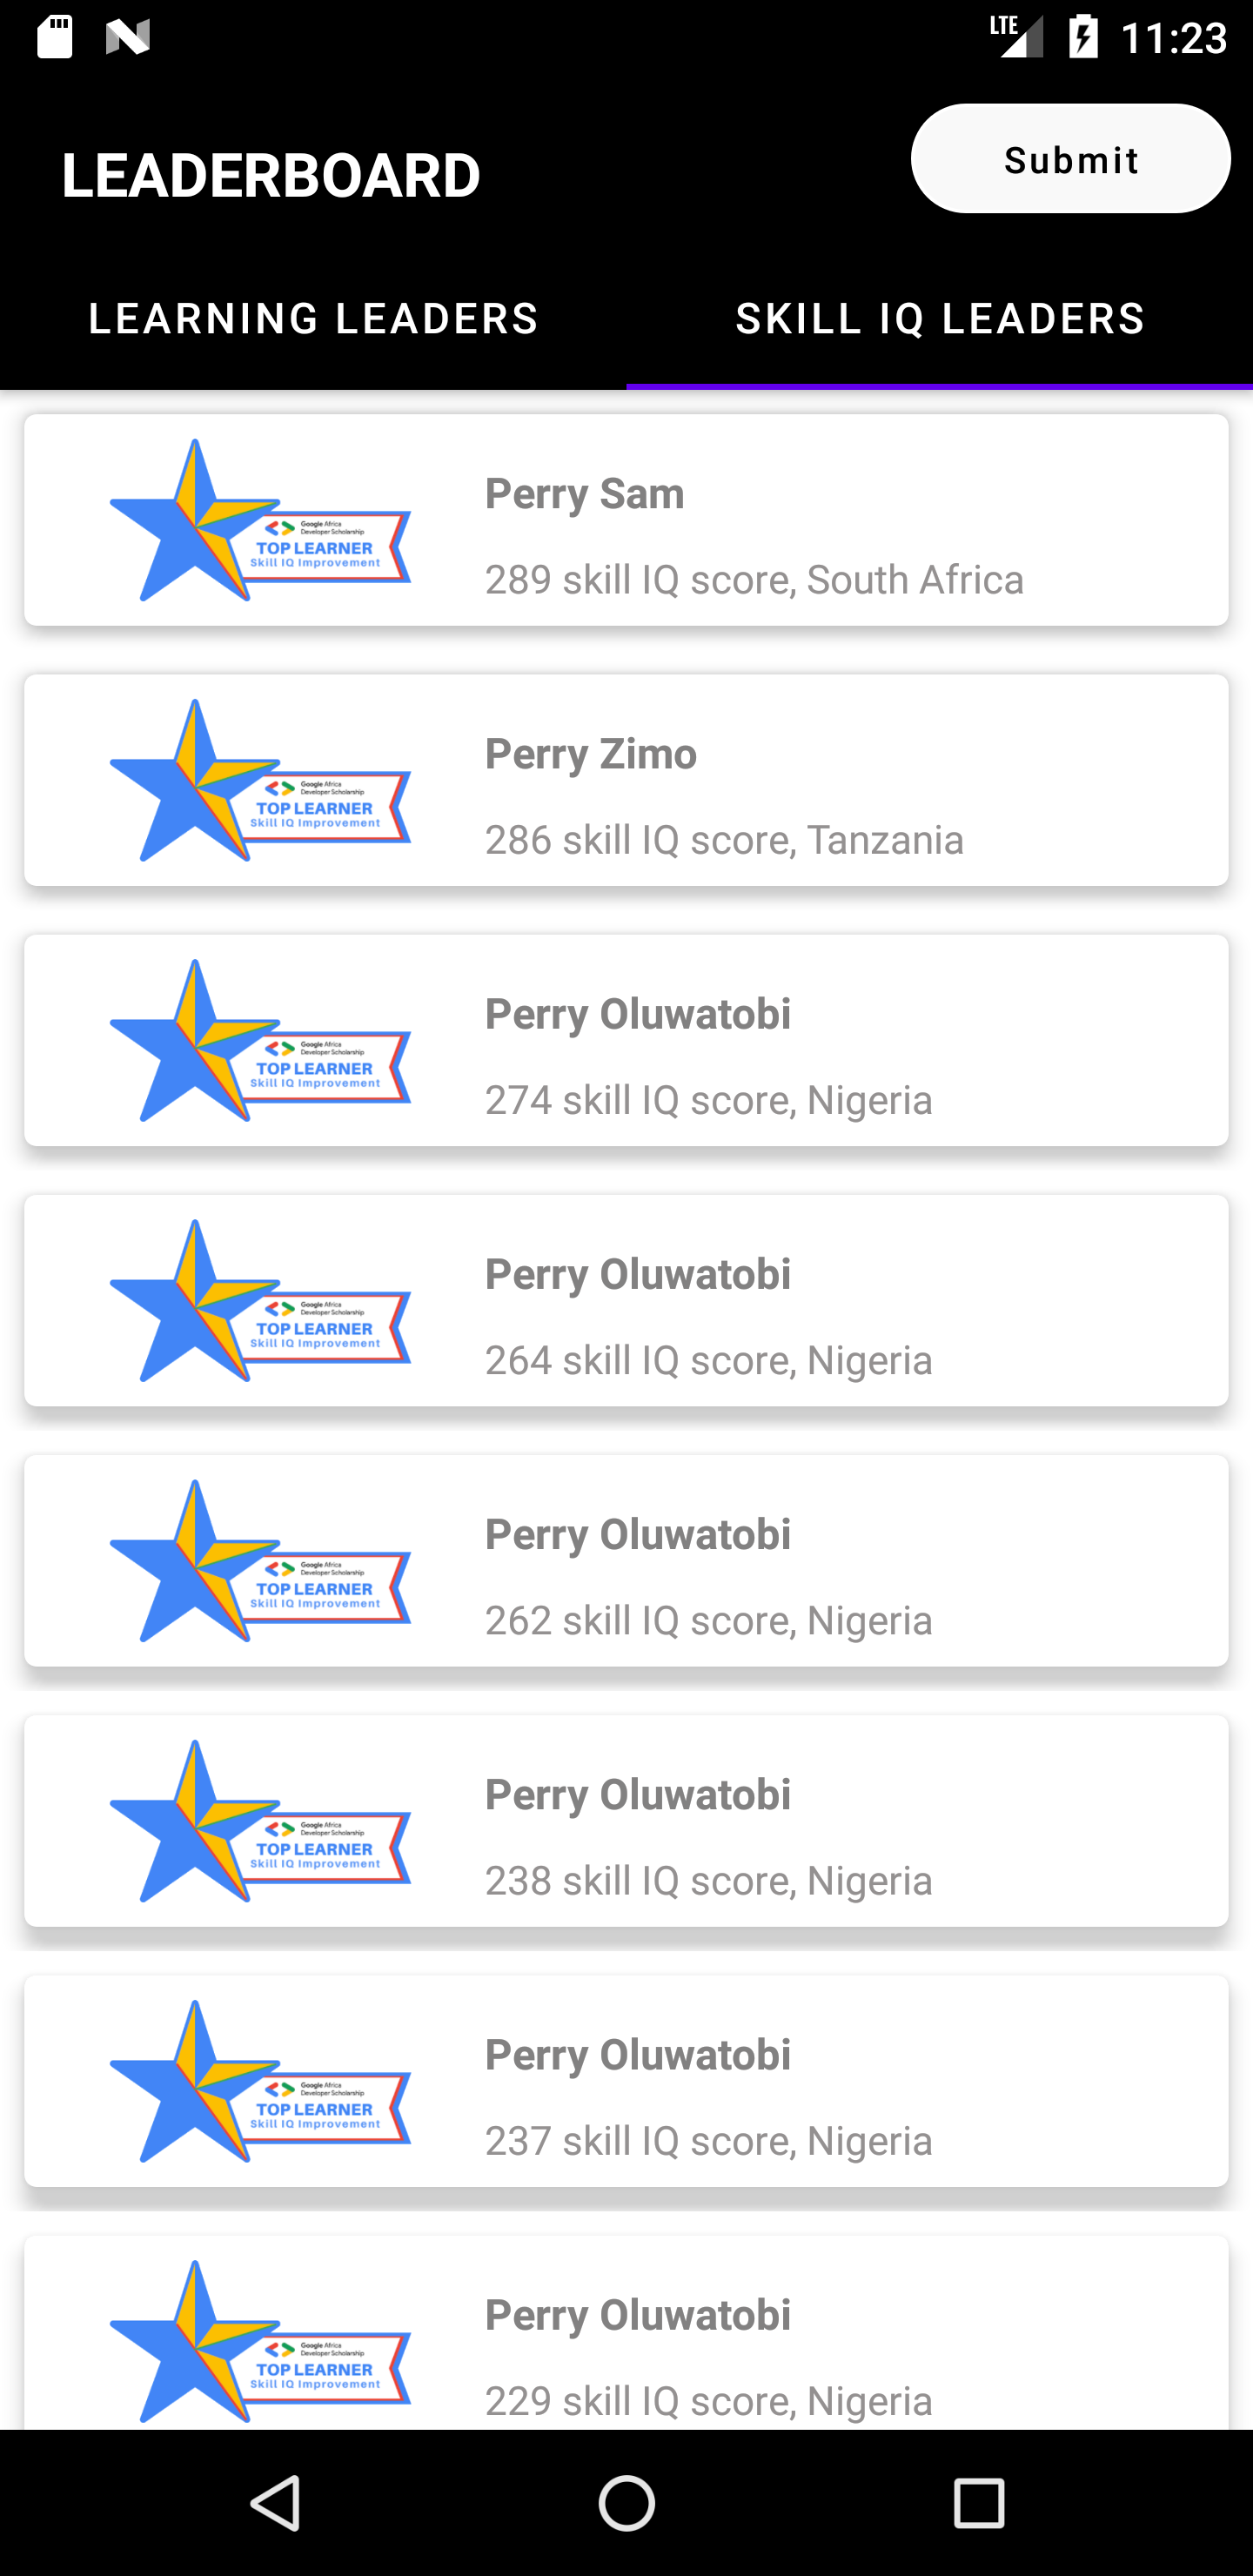 LTE 11:23
LEADERBOARD
Submit
LEARNING LEADERS
SKILL IQ LEADERS
Google Africa
Developer Scholarship
TOP LEARNER
Skill IQ Improvement
Perry Sam
289 skill IQ score, South Africa
Google Africa
Developer Scholarship
TOP LEARNER
Skill IQ Improvement
Perry Zimo
286 skill IQ score, Tanzania
Google Africa
Developer Scholarship
TOP LEARNER
Skill IQ Improvement
Perry Oluwatobi
274 skill IQ score, Nigeria
Google Africa
Developer Scholarship
TOP LEARNER
Skill IQ Improvement
Perry Oluwatobi
264 skill IQ score, Nigeria
Google Africa
Developer Scholarship
TOP LEARNER
Skill IQ Improvement
Perry Oluwatobi
262 skill IQ score, Nigeria
Google Africa
Developer Scholarship
TOP LEARNER
Skill IQ Improvement
Perry Oluwatobi
238 skill IQ score, Nigeria
Google Africa
Developer Scholarship
TOP LEARNER
Skill IQ Improvement
Perry Oluwatobi
237 skill IQ score, Nigeria
Google Africa
Developer Scholarship
TOP LEARNER
Skill IQ Improvement
Perry Oluwatobi
229 skill IQ score, Nigeria